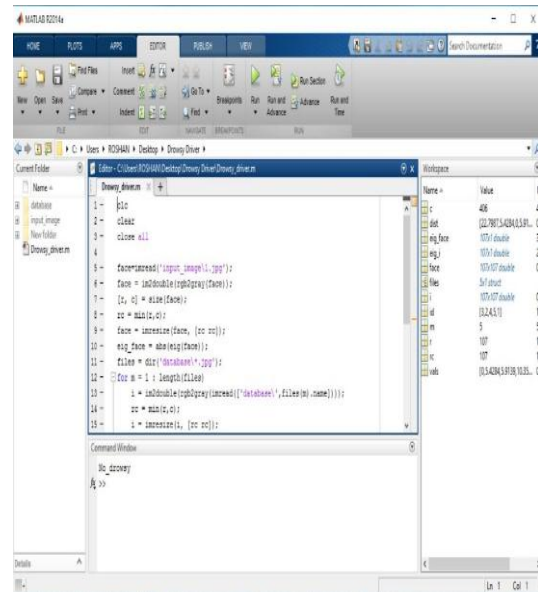 MATLAB R2014a
HOME PLOTS APPS EDITOR PUBLISH VIEW
Search Documentation
New Open Save
Find Files
Compare
Print
Insert
Comment
Indent
Go To
Find
Breakpoints
Run
Run and Advance
Run Section
Advance
Run and Time
FILE EDIT NAVIGATE BREAKPOINTS RUN
C: Users ROSHAN Desktop Drowsy Driver
Current Folder
Name
database
input_image
New folder
Drowsy_driver.m
Details
Editor - C:\Users\ROSHAN\Desktop\Drowsy Driver\Drowsy_driver.m
Drowsy_driver.m
1 - clc
2 - clear
3 - close all
4
5 - face=imread('input_image\1.jpg');
6 - face = im2double(rgb2gray(face));
7 - [r, c] = size(face);
8 - rc = min(r,c);
9 - face = imresize(face, [rc rc]);
10 - eig_face = abs(eig(face));
11 - files = dir('database\*.jpg');
12 - for m = 1 : length(files)
13 - i = im2double(rgb2gray(imread(['database\',files(m).name])));
14 - rc = min(r,c);
15 - i = imresize(i, [rc rc]);
Command Window
No_drowsy
fx >>
Workspace
Name Value
c 406
dist
eig_face 107x1 double
eig_i 107x1 double
face 107x107 double
files 5x1 struct
i 107x107 double
id [3,2,4,5,1]
m 5
r 107
rc 107
vals
Ln 1 Col 1